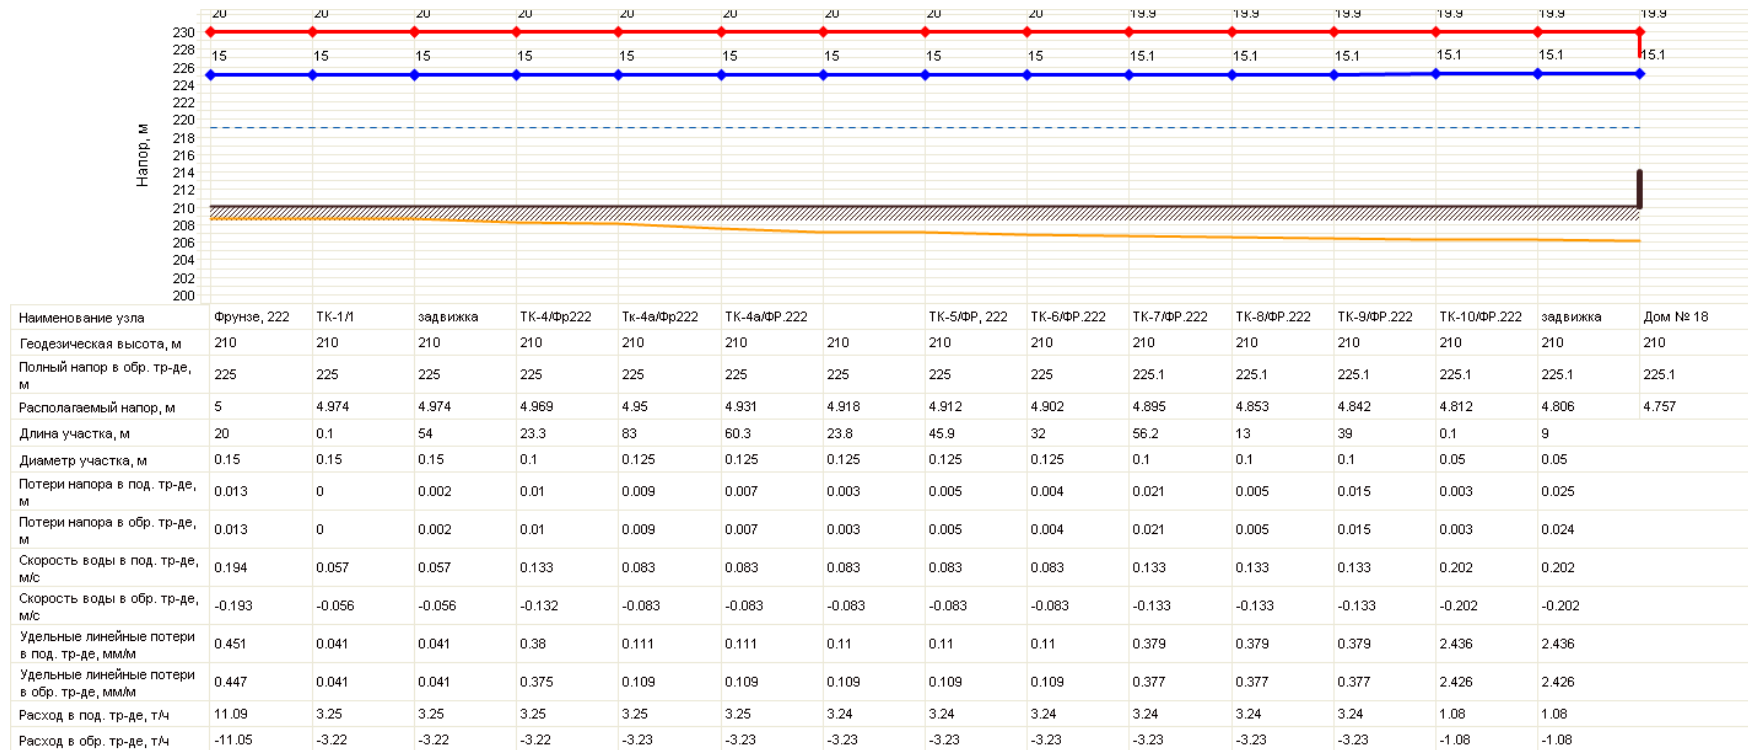 20 20 20 20 20 20 20 20 20 19.9 19.9 19.9 19.9 19.9 19.9
230
228
15 15 15 15 15 15 15 15 15 15.1 15.1 15.1 15.1 15.1 15.1
226
224
222
220
218
216
214
212
210
208
206
204
202
200
Напор, м
Наименование узла Фрунзе, 222 ТК-1/1 задвижка ТК-4/Фр222 Тк-4а/Фр222 ТК-4а/ФР.222 ТК-5/ФР, 222 ТК-6/ФР.222 ТК-7/ФР.222 ТК-8/ФР.222 ТК-9/ФР.222 ТК-10/ФР.222 задвижка Дом № 18
Геодезическая высота, м 210 210 210 210 210 210 210 210 210 210 210 210 210 210 210
Полный напор в обр. тр-де,
м 225 225 225 225 225 225 225 225 225 225.1 225.1 225.1 225.1 225.1 225.1
Располагаемый напор, м 5 4.974 4.974 4.969 4.95 4.931 4.918 4.912 4.902 4.895 4.853 4.842 4.812 4.806 4.757
Длина участка, м 20 0.1 54 23.3 83 60.3 23.8 45.9 32 56.2 13 39 0.1 9
Диаметр участка, м 0.15 0.15 0.15 0.1 0.125 0.125 0.125 0.125 0.125 0.1 0.1 0.1 0.05 0.05
Потери напора в под. тр-де,
м 0.013 0 0.002 0.01 0.009 0.007 0.003 0.005 0.004 0.021 0.005 0.015 0.003 0.025
Потери напора в обр. тр-де,
м 0.013 0 0.002 0.01 0.009 0.007 0.003 0.005 0.004 0.021 0.005 0.015 0.003 0.024
Скорость воды в под. тр-де,
м/с 0.194 0.057 0.057 0.133 0.083 0.083 0.083 0.083 0.083 0.133 0.133 0.133 0.202 0.202
Скорость воды в обр. тр-де,
м/с -0.193 -0.056 -0.056 -0.132 -0.083 -0.083 -0.083 -0.083 -0.083 -0.133 -0.133 -0.133 -0.202 -0.202
Удельные линейные потери
в под. тр-де, мм/м 0.451 0.041 0.041 0.38 0.111 0.111 0.11 0.11 0.11 0.379 0.379 0.379 2.436 2.436
Удельные линейные потери
в обр. тр-де, мм/м 0.447 0.041 0.041 0.375 0.109 0.109 0.109 0.109 0.109 0.377 0.377 0.377 2.426 2.426
Расход в под. тр-де, т/ч 11.09 3.25 3.25 3.25 3.25 3.25 3.24 3.24 3.24 3.24 3.24 3.24 1.08 1.08
Расход в обр. тр-де, т/ч -11.05 -3.22 -3.22 -3.22 -3.23 -3.23 -3.23 -3.23 -3.23 -3.23 -3.23 -3.23 -1.08 -1.08